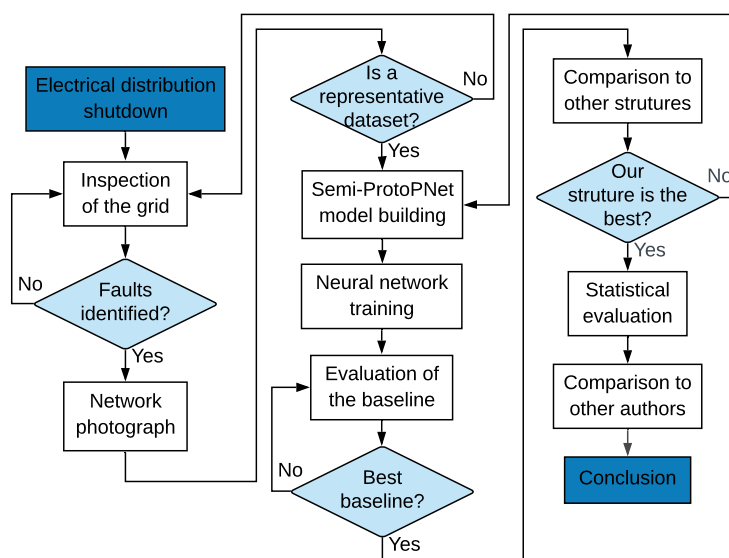 Electrical distribution
shutdown
Inspection
of the grid
No
Faults
identified?
Yes
Network
photograph
Is a
representative
dataset?
No
Yes
Semi-ProtoPNet
model building
Neural network
training
Evaluation of
the baseline
No
Best
baseline?
Yes
Comparison to
other strutures
Our
struture is the
best?
No
Yes
Statistical
evaluation
Comparison to
other authors
Conclusion